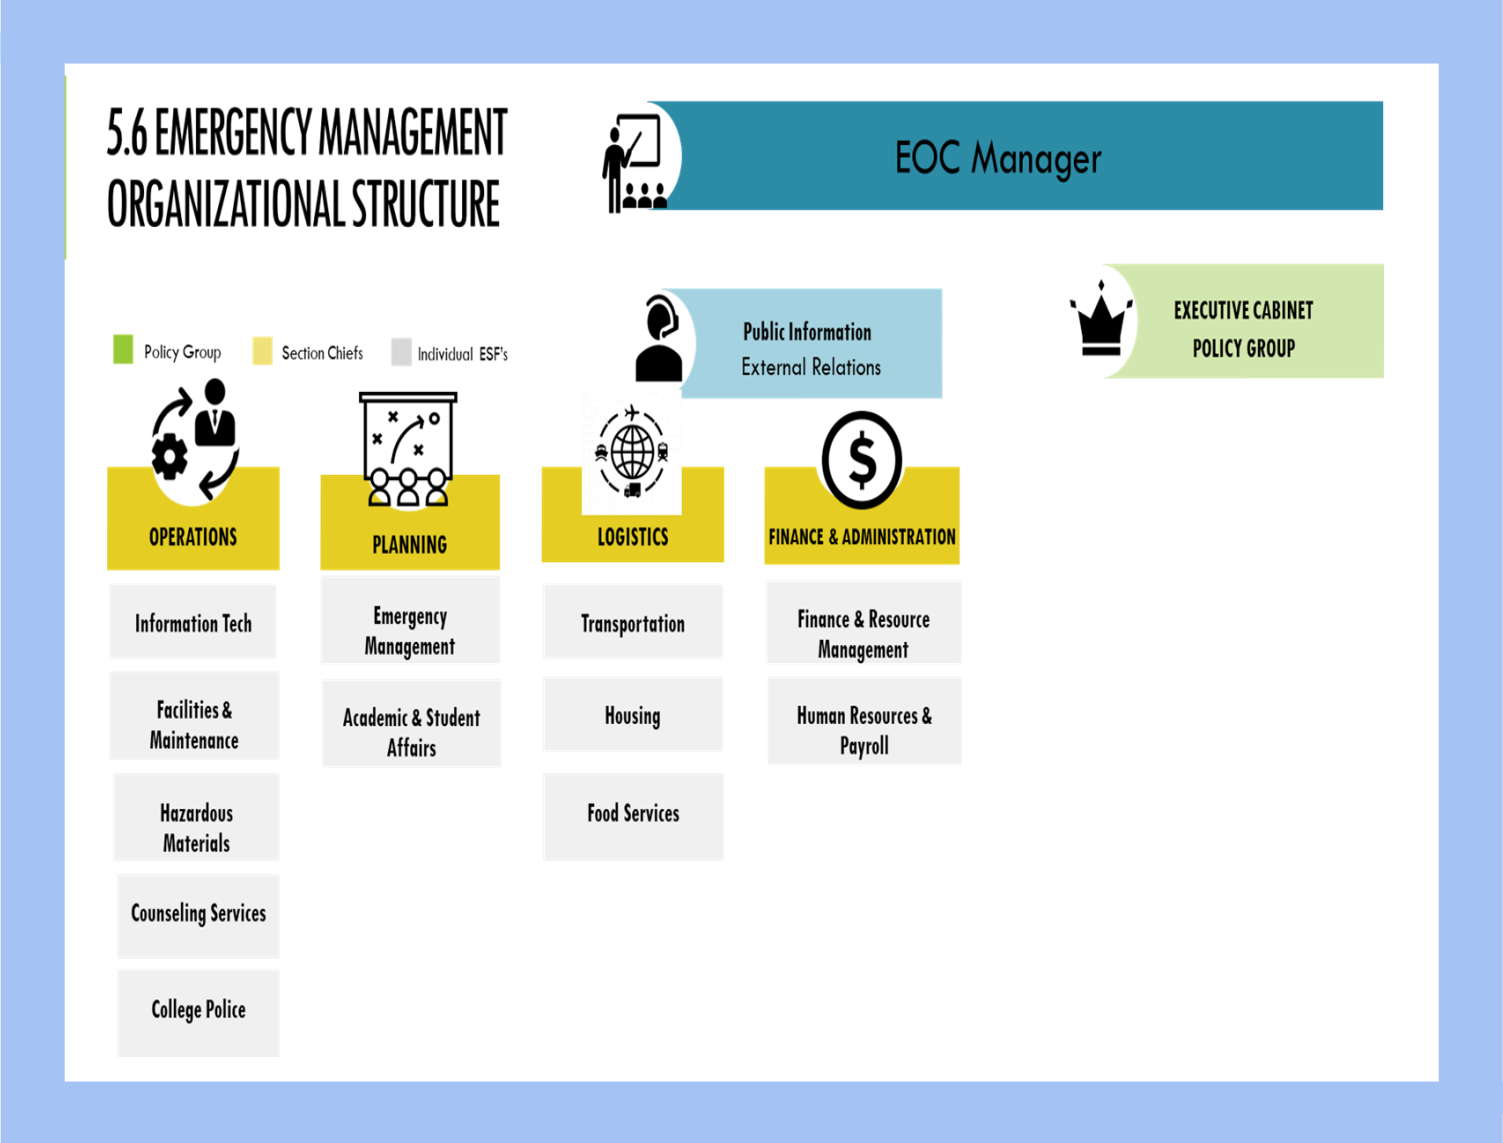 5.6 EMERGENCY MANAGEMENT
ORGANIZATIONAL STRUCTURE
EOC Manager
EXECUTIVE CABINET
POLICY GROUP
Public Information
External Relations
Policy Group
Section Chiefs
Individual ESF's
OPERATIONS
Information Tech
Facilities &
Maintenance
Hazardous
Materials
Counseling Services
College Police
PLANNING
Emergency
Management
Academic & Student
Affairs
LOGISTICS
Transportation
Housing
Food Services
$
FINANCE & ADMINISTRATION
Finance & Resource
Management
Human Resources &
Payroll